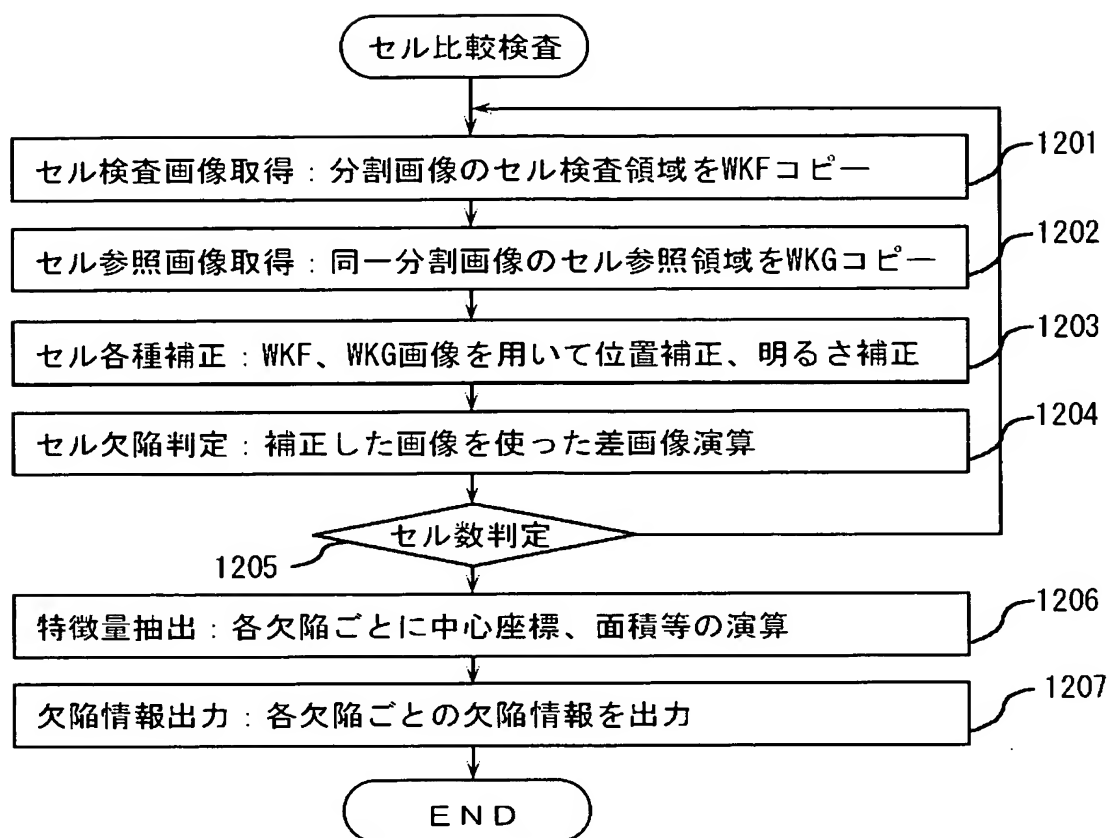 セル比較検査
セル検査画像取得：分割画像のセル検査領域をWKFコピー
1201
セル参照画像取得：同一分割画像のセル参照領域をWKGコピー
1202
セル各種補正：WKF、WKG画像を用いて位置補正、明るさ補正
1203
セル欠陥判定：補正した画像を使った差画像演算
1204
セル数判定
1205
特徴量抽出：各欠陥ごとに中心座標、面積等の演算
1206
欠陥情報出力：各欠陥ごとの欠陥情報を出力
1207
END